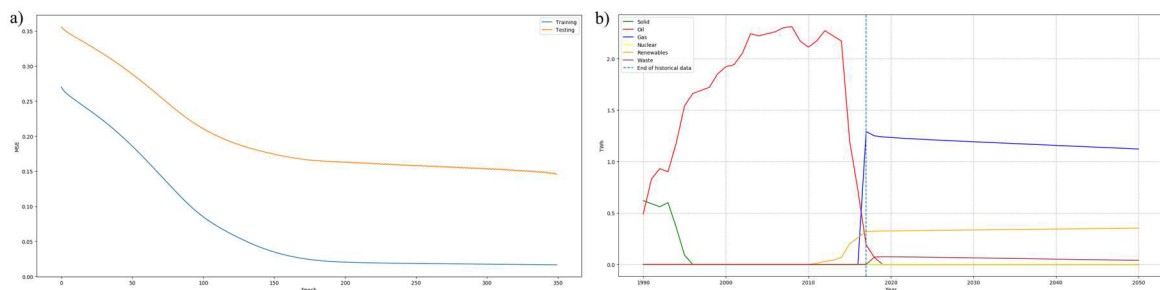 a)
0.35
0.30
0.25
0.20
0.15
0.10
0.05
0.00
MSE
0
50
100
150
200
250
300
350
Epoch
Training
Testing
b)
Solid
Oil
Gas
Nuclear
Renewables
Waste
End of historical data
2.0
1.5
1.0
0.5
0.0
TWh
1990
2000
2010
2020
2030
2040
2050
Year